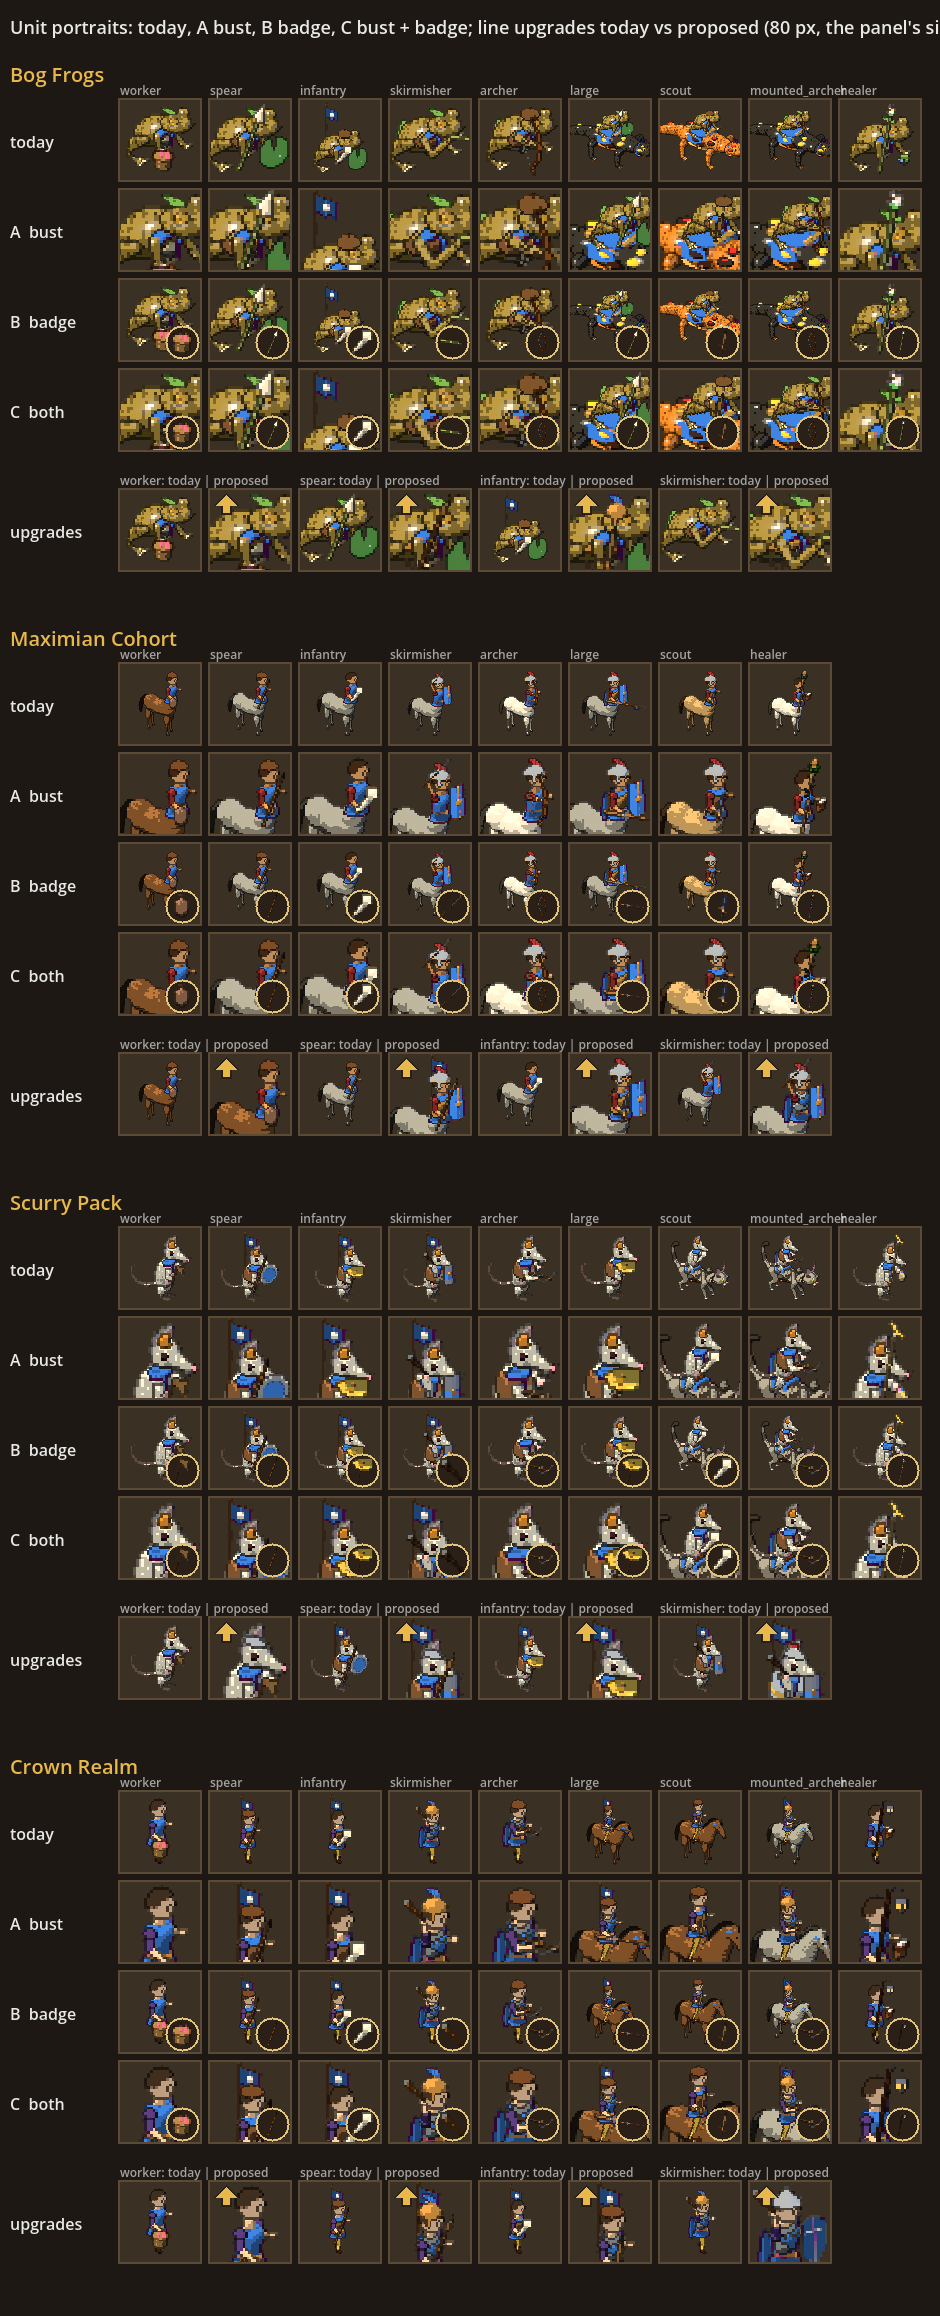 Unit portraits: today, A bust, B badge, C bust + badge; line upgrades today vs proposed (80 px, the panel's si
Bog Frogs
worker spear infantry skirmisher archer large scout mounted_archer healer
today
A bust
B badge
C both
worker: today | proposed spear: today | proposed infantry: today | proposed skirmisher: today | proposed
upgrades
Maximian Cohort
worker spear infantry skirmisher archer large scout healer
today
A bust
B badge
C both
worker: today | proposed spear: today | proposed infantry: today | proposed skirmisher: today | proposed
upgrades
Scurry Pack
worker spear infantry skirmisher archer large scout mounted_archer healer
today
A bust
B badge
C both
worker: today | proposed spear: today | proposed infantry: today | proposed skirmisher: today | proposed
upgrades
Crown Realm
worker spear infantry skirmisher archer large scout mounted_archer healer
today
A bust
B badge
C both
worker: today | proposed spear: today | proposed infantry: today | proposed skirmisher: today | proposed
upgrades